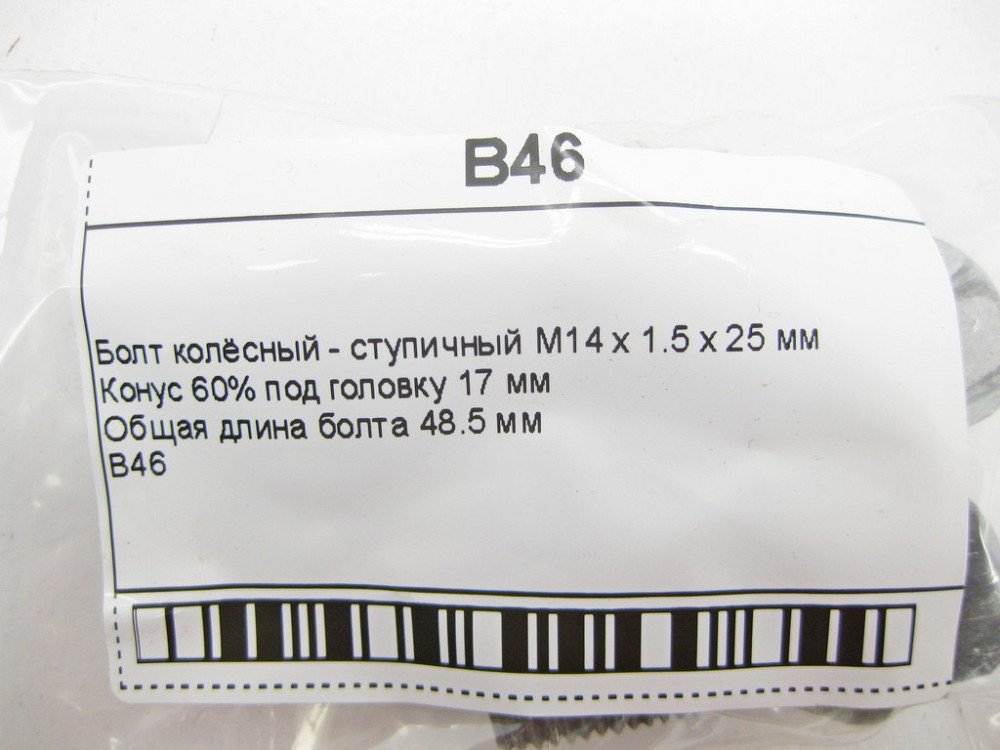 B46
Болт колёсный - ступичный M14 x 1.5 x 25 мм
Конус 60% под головку 17 мм
Общая длина болта 48.5 мм
B46